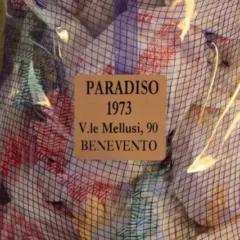 PARADISO
1973
V.le Mellusi, 90
BENEVENTO